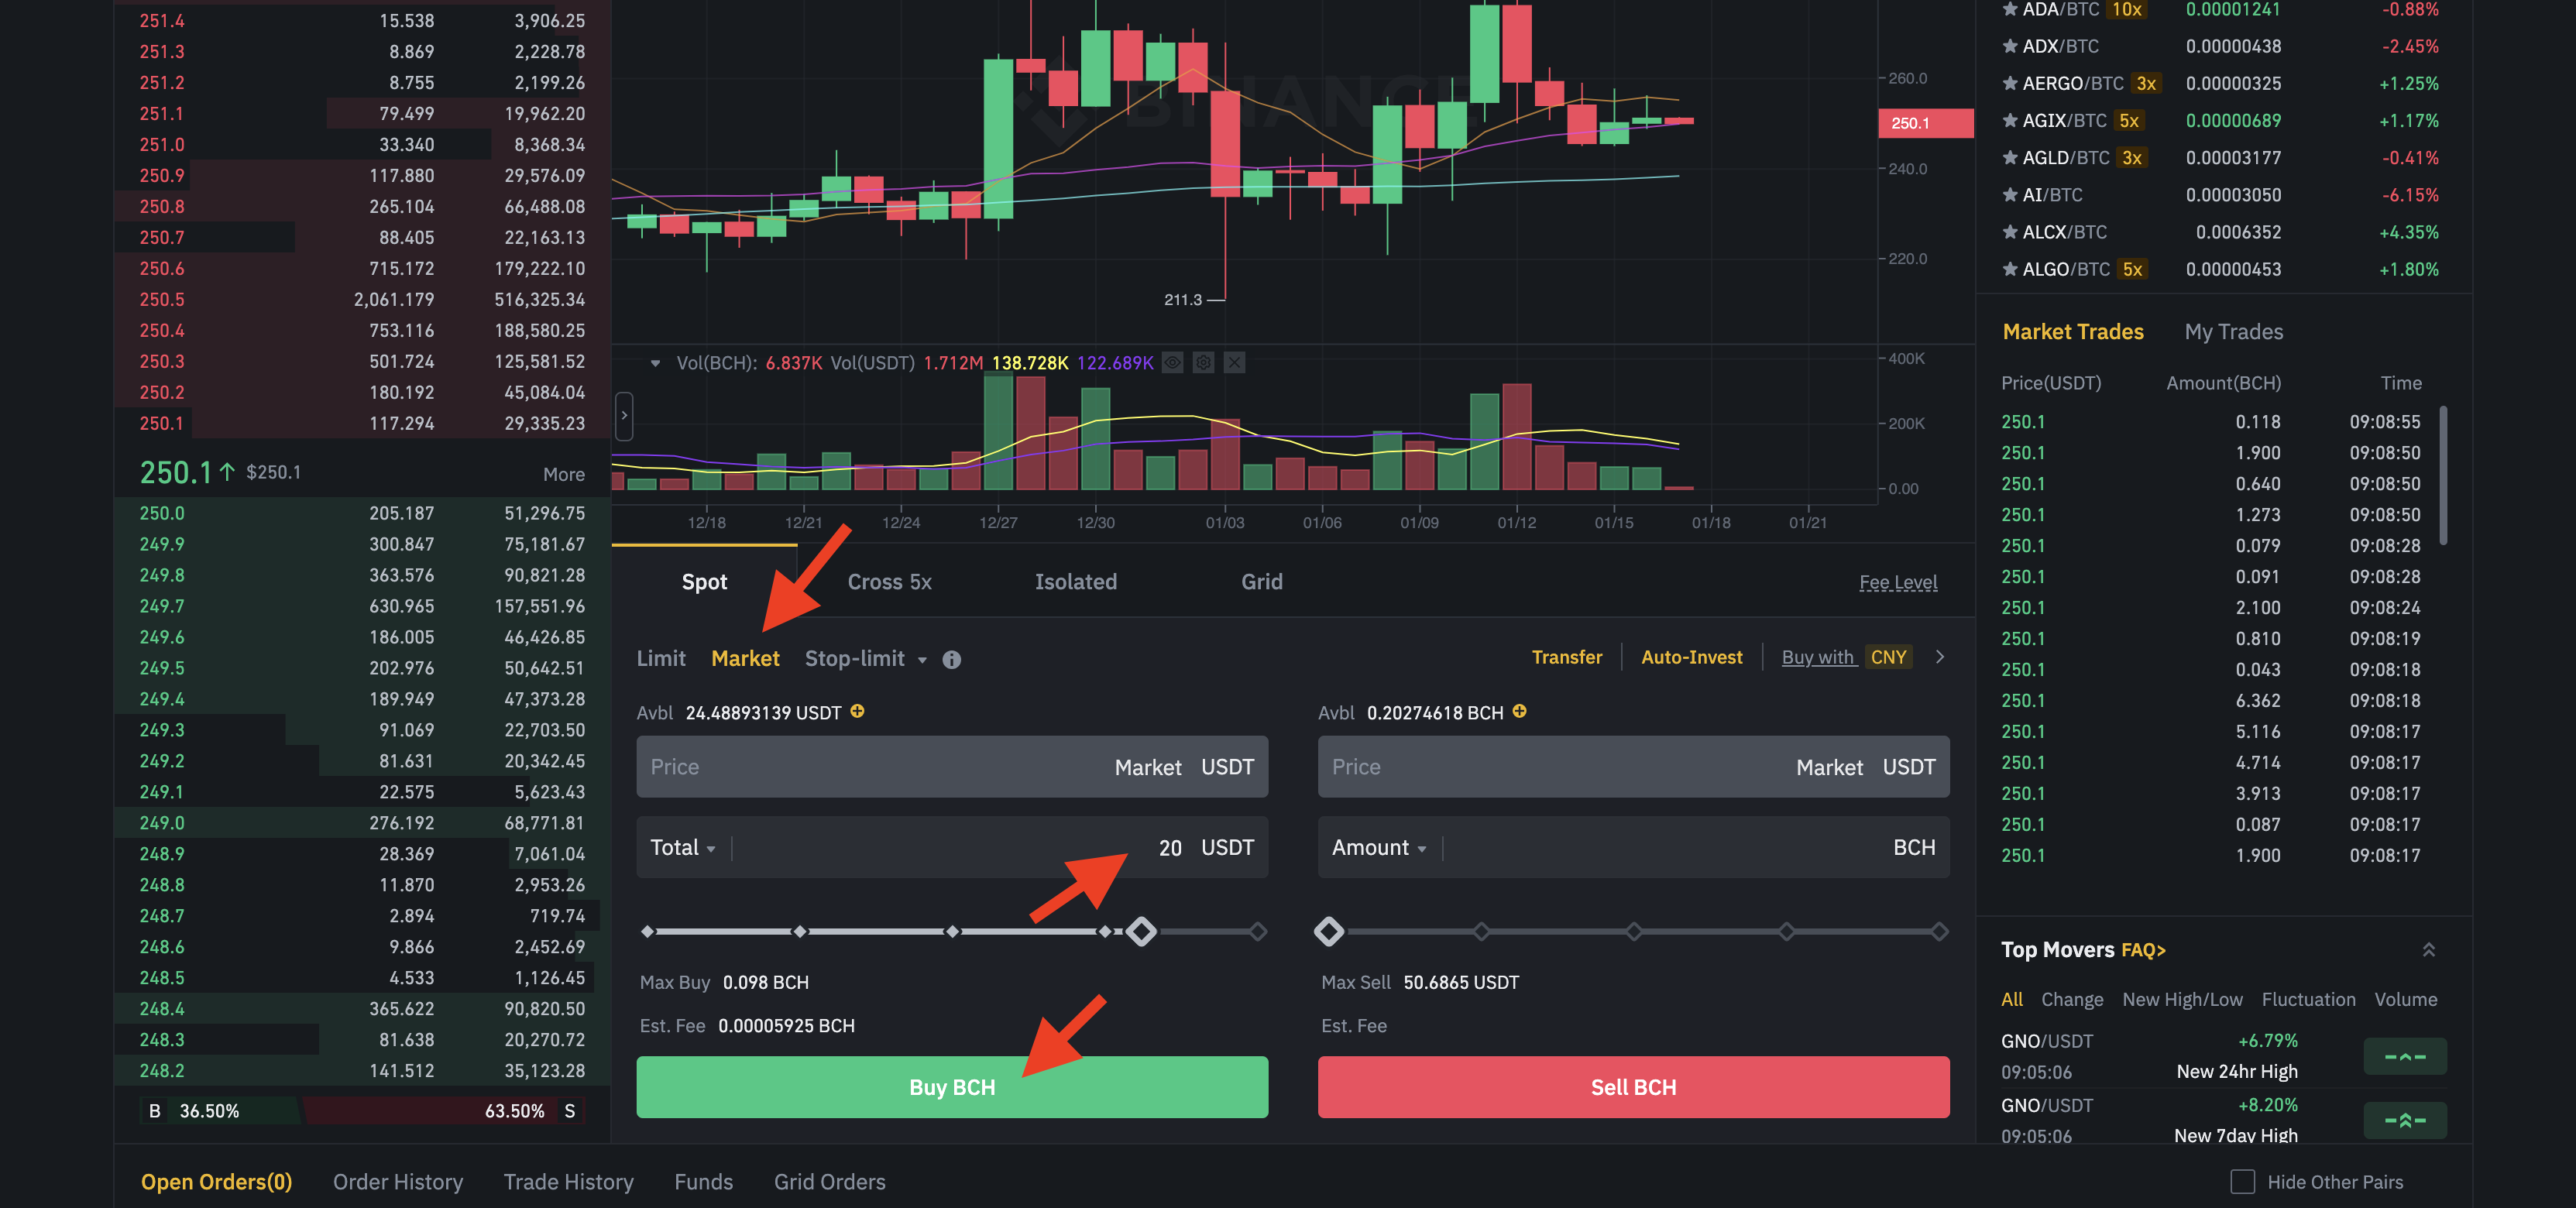 251.4 15.538 3,906.25
251.3 8.869 2,228.78
251.2 8.755 2,199.26
251.1 79.499 19,962.20
251.0 33.340 8,368.34
250.9 117.880 29,576.09
250.8 265.104 66,488.08
250.7 88.405 22,163.13
250.6 715.172 179,222.10
250.5 2,061.179 516,325.34
250.4 753.116 188,580.25
250.3 501.724 125,581.52
250.2 180.192 45,084.04
250.1 117.294 29,335.23
250.1↑ $250.1 More
250.0 205.187 51,296.75
249.9 300.847 75,181.67
249.8 363.576 90,821.28
249.7 630.965 157,551.96
249.6 186.005 46,426.85
249.5 202.976 50,642.51
249.4 189.949 47,373.28
249.3 91.069 22,703.50
249.2 81.631 20,342.45
249.1 22.575 5,623.43
249.0 276.192 68,771.81
248.9 28.369 7,061.04
248.8 11.870 2,953.26
248.7 2.894 719.74
248.6 9.866 2,452.69
248.5 4.533 1,126.45
248.4 365.622 90,820.50
248.3 81.638 20,270.72
248.2 141.512 35,123.28
B 36.50% 63.50% S
BINANCE
260.0
250.1
240.0
220.0
211.3
Vol(BCH): 6.837K Vol(USDT) 1.712M 138.728K 122.689K
400K
200K
0.00
12/18 12/21 12/24 12/27 12/30 01/03 01/06 01/09 01/12 01/15 01/18 01/21
Spot Cross 5x Isolated Grid Fee Level
Limit Market Stop-limit Transfer Auto-Invest Buy with CNY
Avbl 24.48893139 USDT
Price Market USDT
Total 20 USDT
Max Buy 0.098 BCH
Est. Fee 0.00005925 BCH
Buy BCH
Avbl 0.20274618 BCH
Price Market USDT
Amount BCH
Max Sell 50.6865 USDT
Est. Fee
Sell BCH
ADA/BTC 10x 0.00001241 -0.88%
ADX/BTC 0.00000438 -2.45%
AERGO/BTC 3x 0.00000325 +1.25%
AGIX/BTC 5x 0.00000689 +1.17%
AGLD/BTC 3x 0.00003177 -0.41%
AI/BTC 0.00003050 -6.15%
ALCX/BTC 0.0006352 +4.35%
ALGO/BTC 5x 0.00000453 +1.80%
Market Trades My Trades
Price(USDT) Amount(BCH) Time
250.1 0.118 09:08:55
250.1 1.900 09:08:50
250.1 0.640 09:08:50
250.1 1.273 09:08:50
250.1 0.079 09:08:28
250.1 0.091 09:08:28
250.1 2.100 09:08:24
250.1 0.810 09:08:19
250.1 0.043 09:08:18
250.1 6.362 09:08:18
250.1 5.116 09:08:17
250.1 4.714 09:08:17
250.1 3.913 09:08:17
250.1 0.087 09:08:17
250.1 1.900 09:08:17
Top Movers FAQ>
All Change New High/Low Fluctuation Volume
GNO/USDT +6.79%
09:05:06 New 24hr High
GNO/USDT +8.20%
09:05:06 New 7day High
Open Orders(0) Order History Trade History Funds Grid Orders Hide Other Pairs